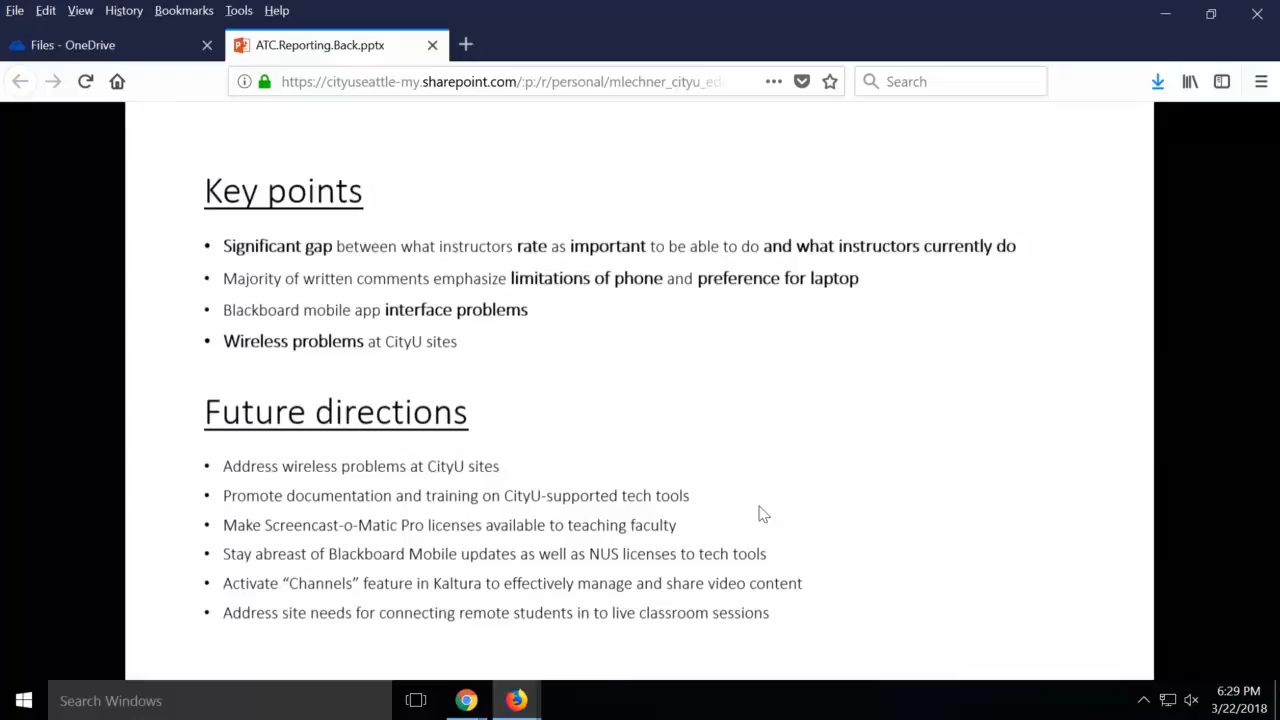 File Edit View History Bookmarks Tools Help
Files - OneDrive
ATC.Reporting.Back.pptx
https://cityuseattle-my.sharepoint.com/:p:/r/personal/mlechner_cityu_ed
Search
Key points
• Significant gap between what instructors rate as important to be able to do and what instructors currently do
• Majority of written comments emphasize limitations of phone and preference for laptop
• Blackboard mobile app interface problems
• Wireless problems at CityU sites
Future directions
• Address wireless problems at CityU sites
• Promote documentation and training on CityU-supported tech tools
• Make Screencast-o-Matic Pro licenses available to teaching faculty
• Stay abreast of Blackboard Mobile updates as well as NUS licenses to tech tools
• Activate “Channels” feature in Kaltura to effectively manage and share video content
• Address site needs for connecting remote students in to live classroom sessions
Search Windows
6:29 PM
3/22/2018